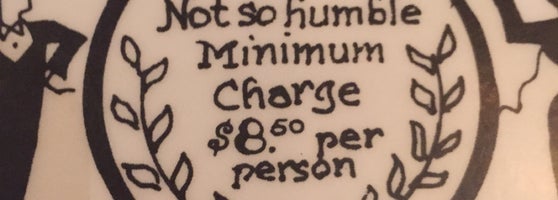 Not so humble
Minimum
Charge
$8.50 per
person